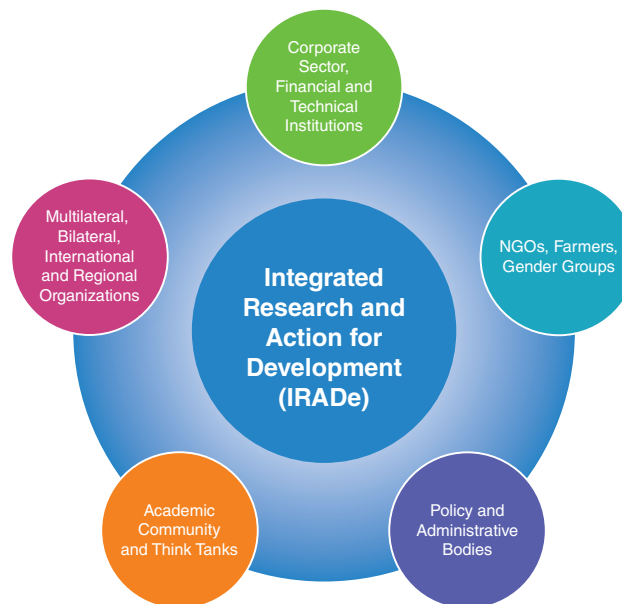 Corporate
Sector,
Financial and
Technical
Institutions
Multilateral,
Bilateral,
International
and Regional
Organizations
NGOs, Farmers,
Gender Groups
Integrated
Research and
Action for
Development
(IRADe)
Academic
Community
and Think Tanks
Policy and
Administrative
Bodies